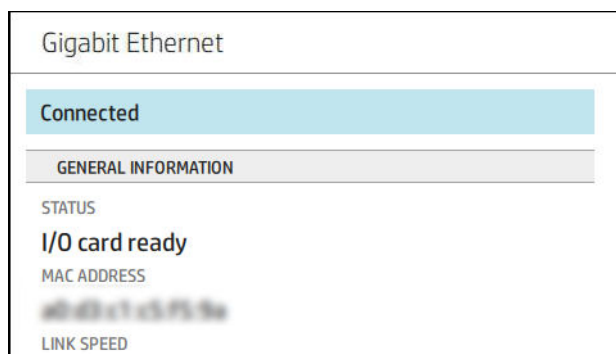 Gigabit Ethernet
Connected
GENERAL INFORMATION
STATUS
I/O card ready
MAC ADDRESS
LINK SPEED